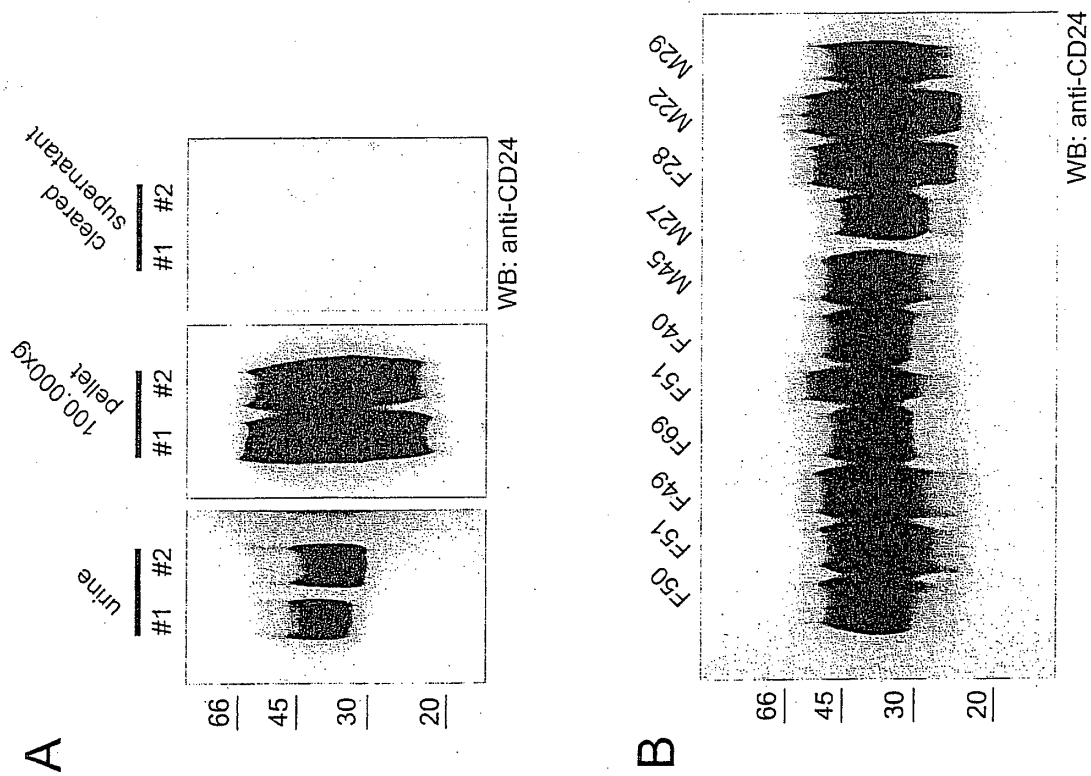 A
urine
100.000xg
pellet
cleared
supernatant
#1 #2 #1 #2 #1 #2
66
45
30
20
WB: anti-CD24
B
F50 F51 F49 F69 F51 F40 M45 M27 F28 M22 M29
66
45
30
20
WB: anti-CD24